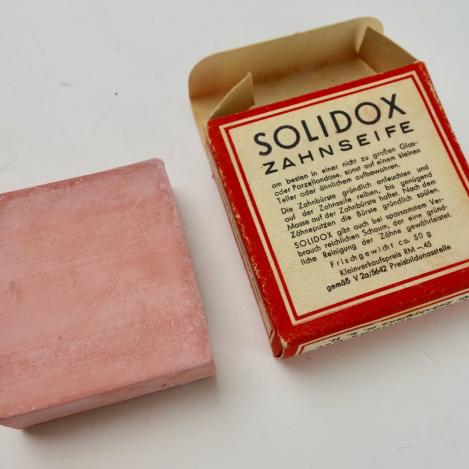 SOLIDOX
ZAHNSEIFE
am besten in einer nicht zu großen Glas-
oder Porzellandose, sonst auf einem kleinen
Teller oder ähnlichen aufbewahren.
Die Zahnbürste gründlich anfeuchten und
auf der Zahnseife reiben, bis genügend
Masse auf der Bürste haftet. Nach dem
Zähneputzen die Bürste gründlich spülen.
SOLIDOX gibt auch bei sparsamstem Ver-
brauch reichlichen Schaum, der eine gründ-
liche Reinigung der Zähne gewährleistet.
Frischgewicht ca. 50 g
Kleinverkaufspreis RM -.45
gemäß V 2a/5642 Preisbildungsstelle